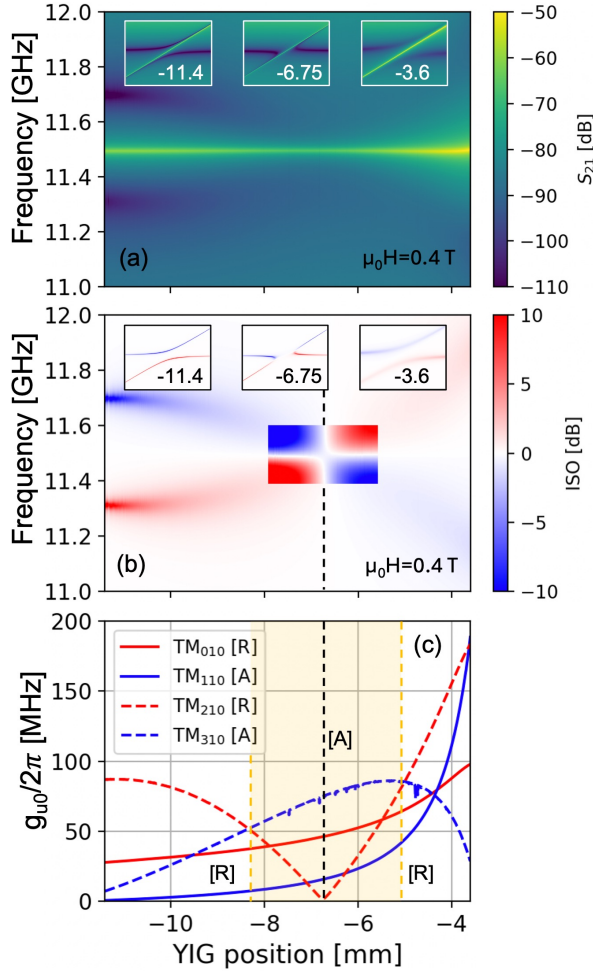 12.0
11.8
11.6
11.4
11.2
11.0
Frequency [GHz]
-11.4
-6.75
-3.6
(a)
μ₀H=0.4 T
−50
−60
−70
−80
−90
−100
−110
S₂₁ [dB]
12.0
11.8
11.6
11.4
11.2
11.0
Frequency [GHz]
-11.4
-6.75
-3.6
(b)
μ₀H=0.4 T
10
5
0
−5
−10
ISO [dB]
200
150
100
50
0
g_{u0}/2π [MHz]
TM₀₁₀ [R]
TM₁₁₀ [A]
TM₂₁₀ [R]
TM₃₁₀ [A]
(c)
[A]
[R]
[R]
−10
−8
−6
−4
YIG position [mm]